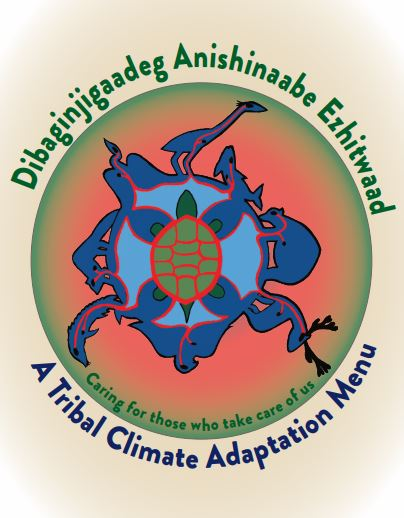 Dibaginjigaadeg Anishinaabe Ezhitwaad
Caring for those who take care of us
A Tribal Climate Adaptation Menu